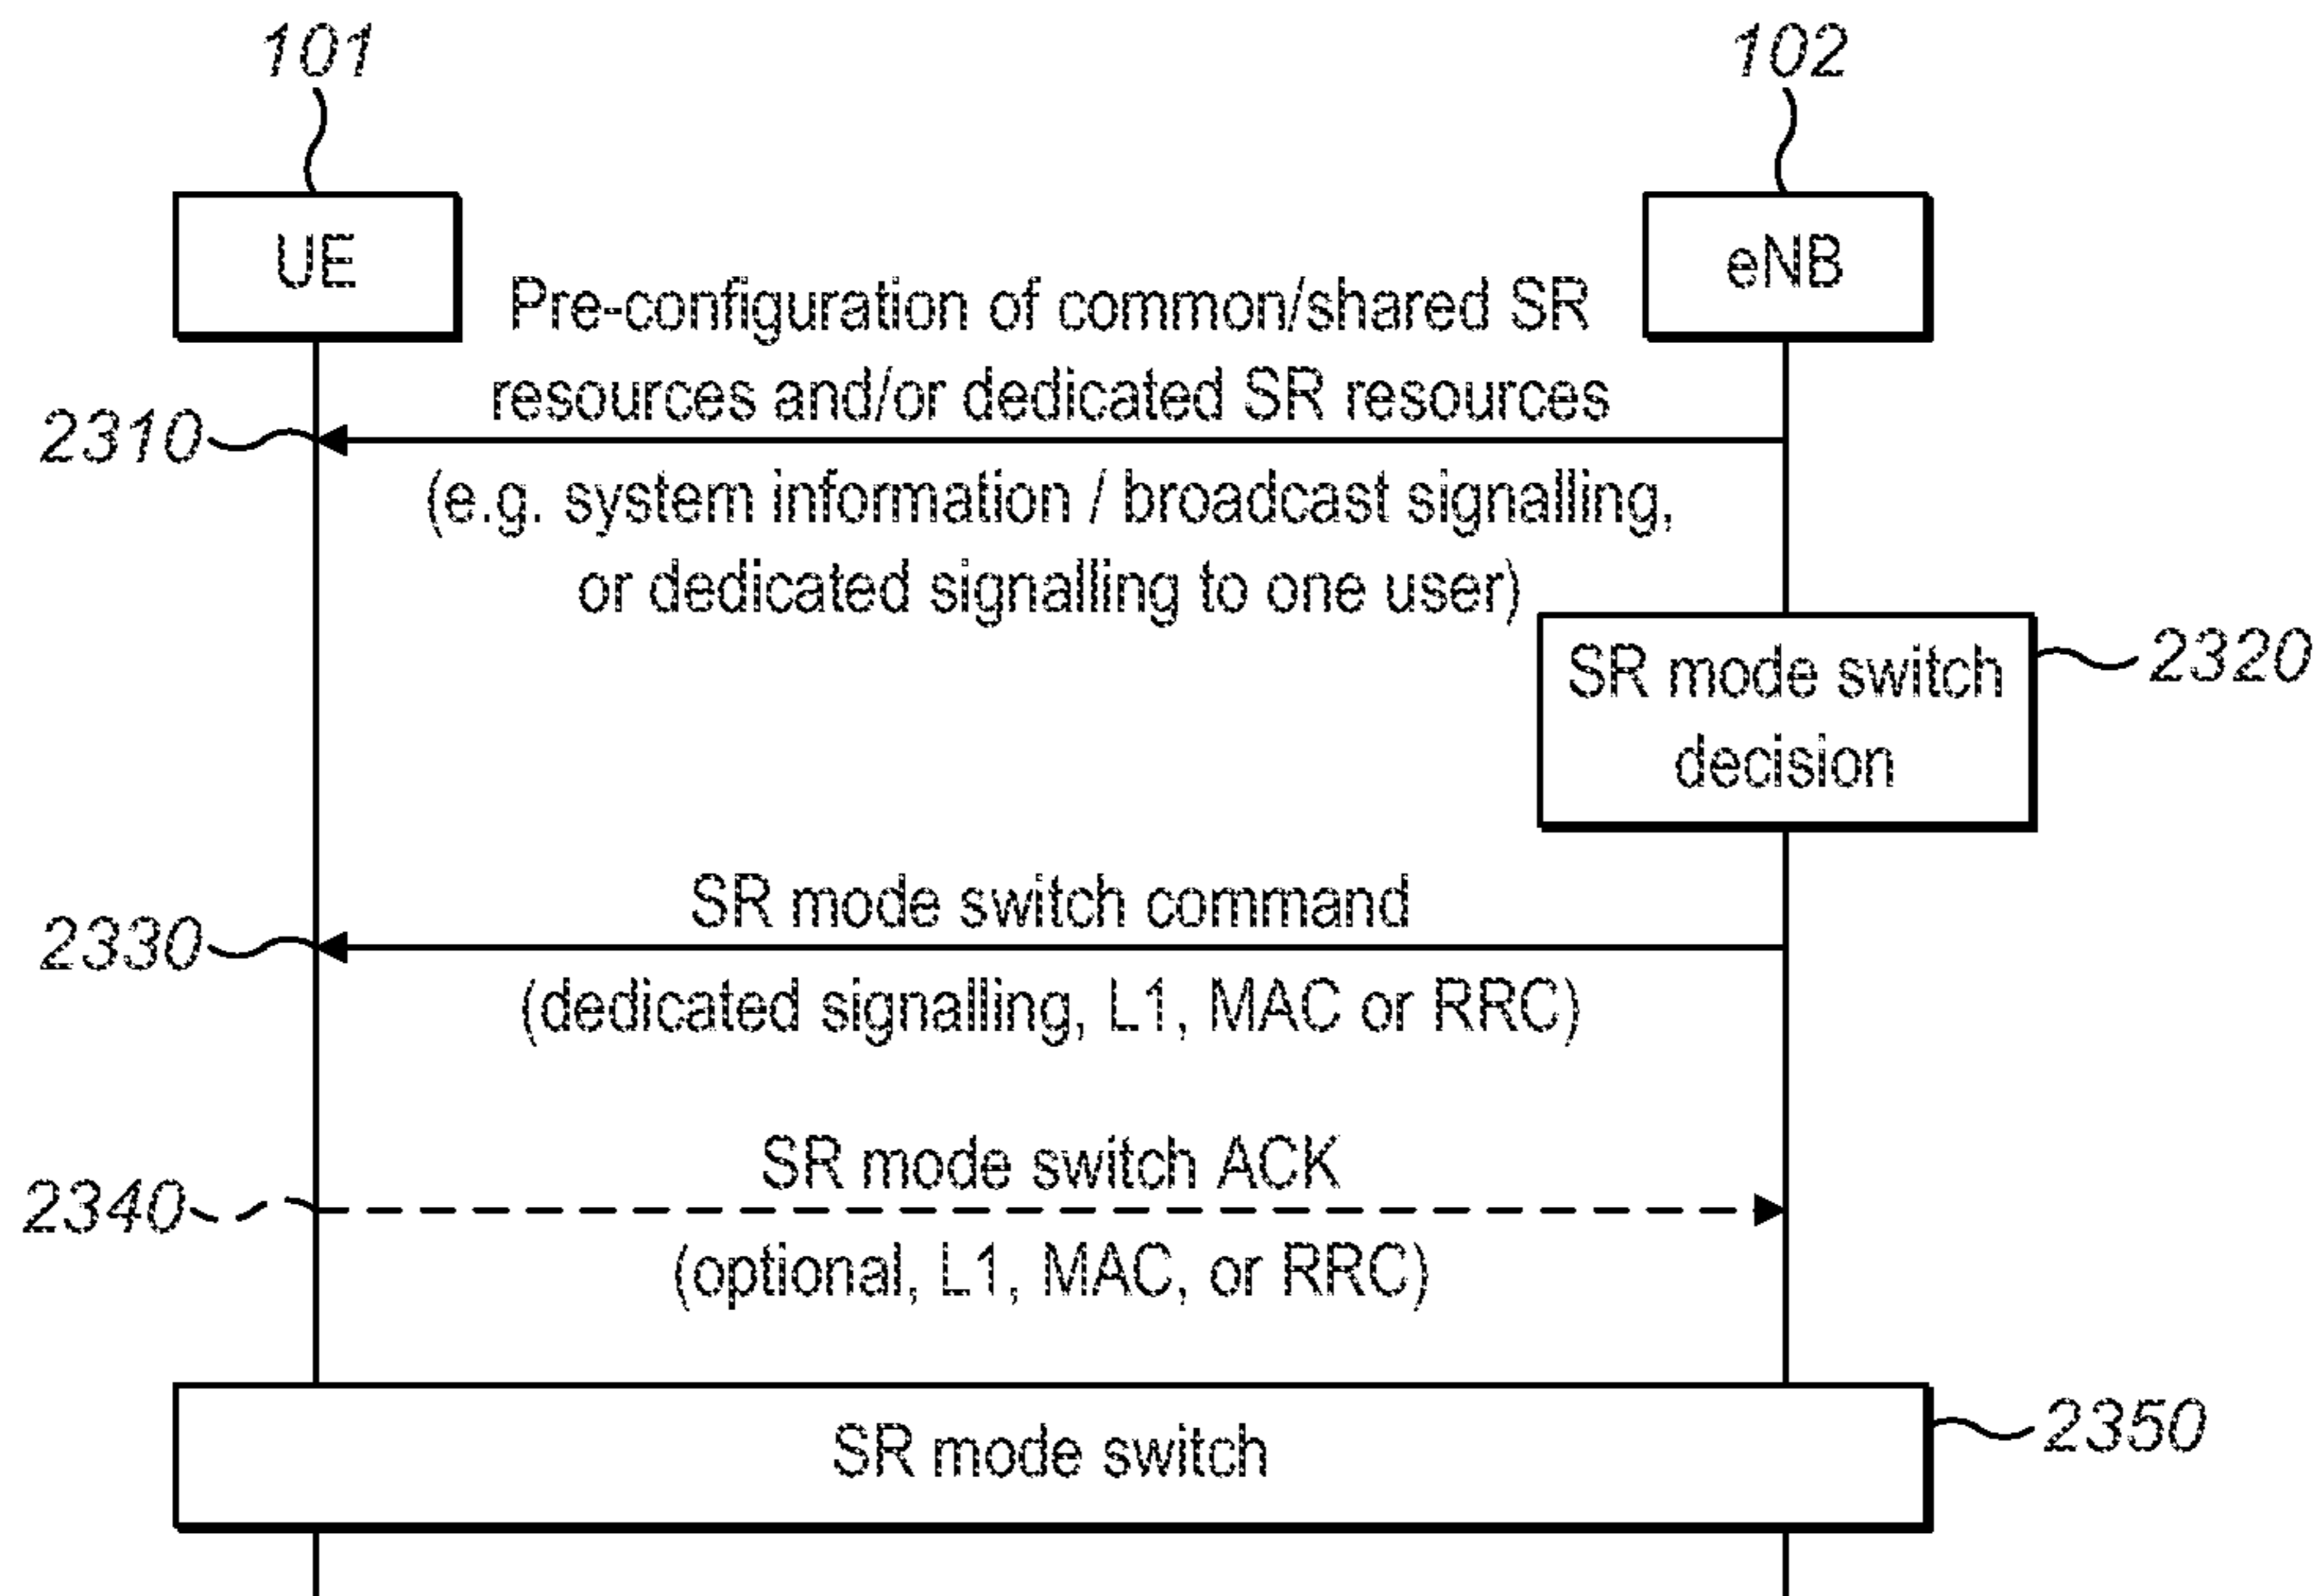 101
102
UE
eNB
Pre-configuration of common/shared SR
resources and/or dedicated SR resources
2310
(e.g. system information / broadcast signalling,
or dedicated signalling to one user)
SR mode switch
decision
2320
SR mode switch command
2330
(dedicated signalling, L1, MAC or RRC)
SR mode switch ACK
2340
(optional, L1, MAC, or RRC)
SR mode switch
2350